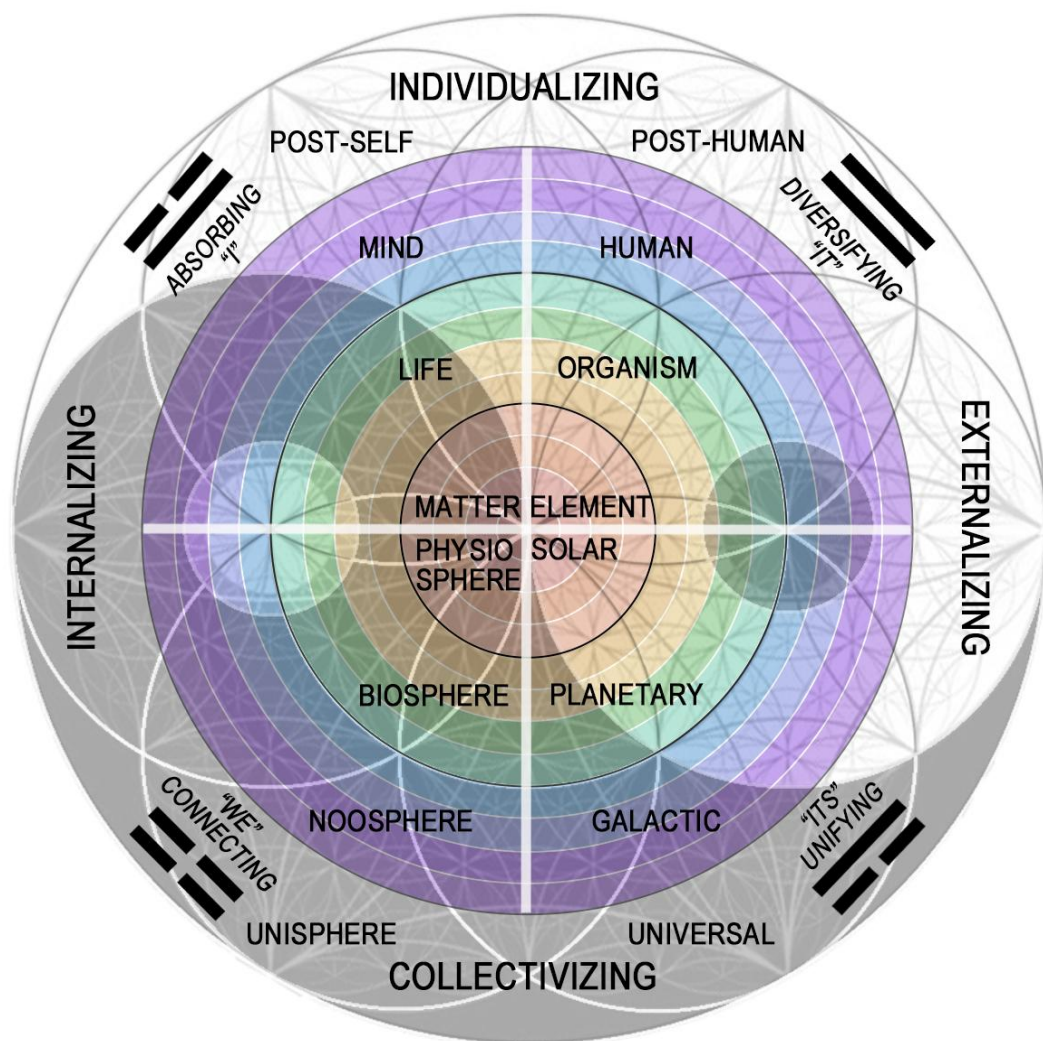 INDIVIDUALIZING
POST-SELF
POST-HUMAN
ABSORBING
"I"
DIVERSIFYING
"IT"
MIND
HUMAN
LIFE
ORGANISM
INTERNALIZING
EXTERNALIZING
MATTER
ELEMENT
PHYSIO
SPHERE
SOLAR
BIOSPHERE
PLANETARY
"WE"
CONNECTING
"ITS"
UNIFYING
NOOSPHERE
GALACTIC
UNISPHERE
UNIVERSAL
COLLECTIVIZING